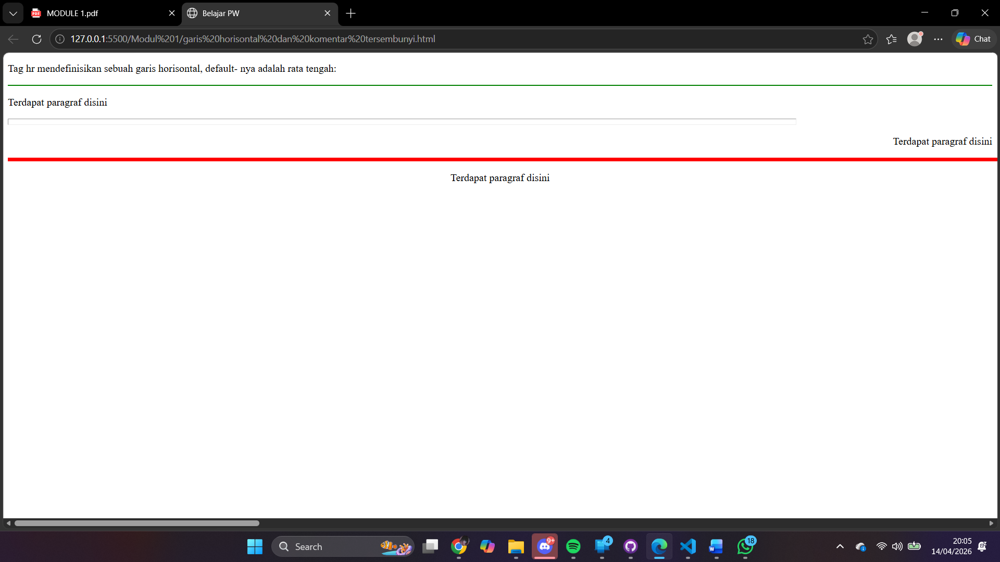 MODULE 1.pdf
Belajar PW
127.0.0.1:5500/Modul%201/garis%20horisontal%20dan%20komentar%20tersembunyi.html
Chat
Tag hr mendefinisikan sebuah garis horisontal, default- nya adalah rata tengah:
Terdapat paragraf disini
Terdapat paragraf disini
Terdapat paragraf disini
Search
9+
4
18
20:05
14/04/2026